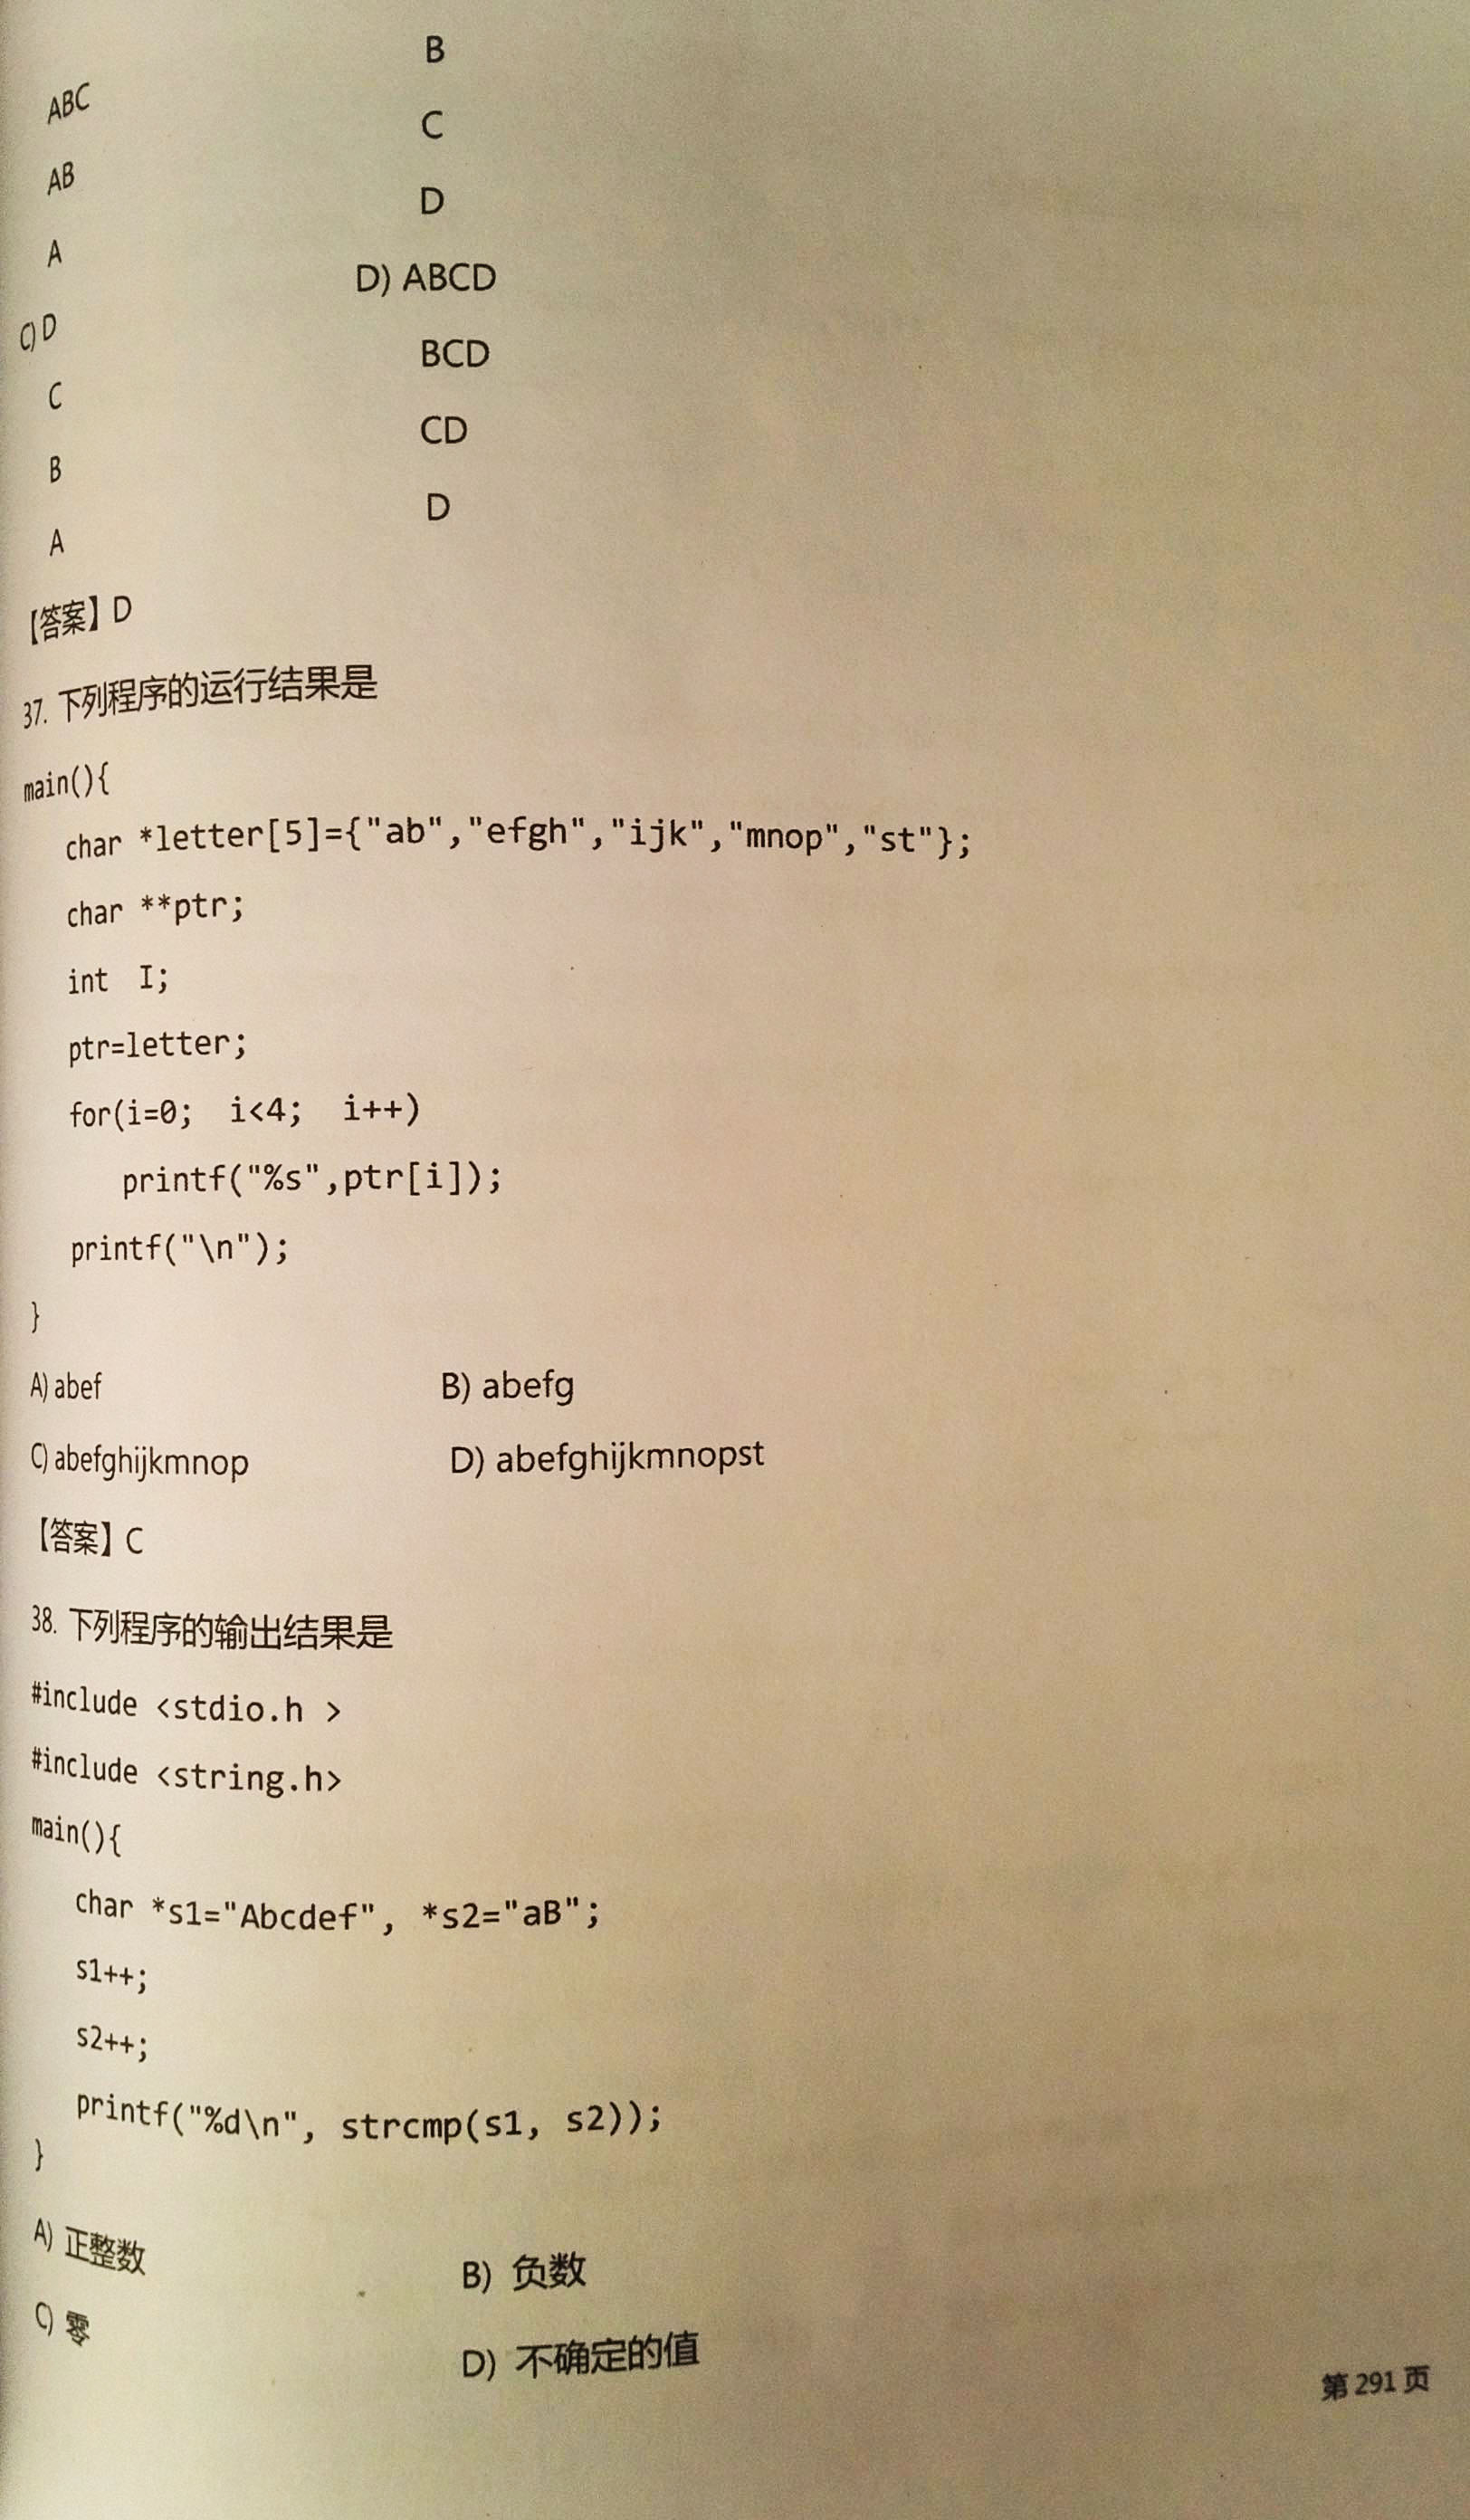 ABC
AB
A
C) D
C
B
A
B
C
D
D) ABCD
BCD
CD
D
【答案】D
37. 下列程序的运行结果是
main(){
char *letter[5]={"ab","efgh","ijk","mnop","st"};
char **ptr;
int I;
ptr=letter;
for(i=0; i<4; i++)
printf("%s",ptr[i]);
printf("\n");
}
A) abef B) abefg
C) abefghijkmnop D) abefghijkmnopst
【答案】C
38. 下列程序的输出结果是
#include <stdio.h >
#include <string.h>
main(){
char *s1="Abcdef", *s2="aB";
s1++;
s2++;
printf("%d\n", strcmp(s1, s2));
}
A) 正整数 B) 负数
C) 零 D) 不确定的值
第 291 页